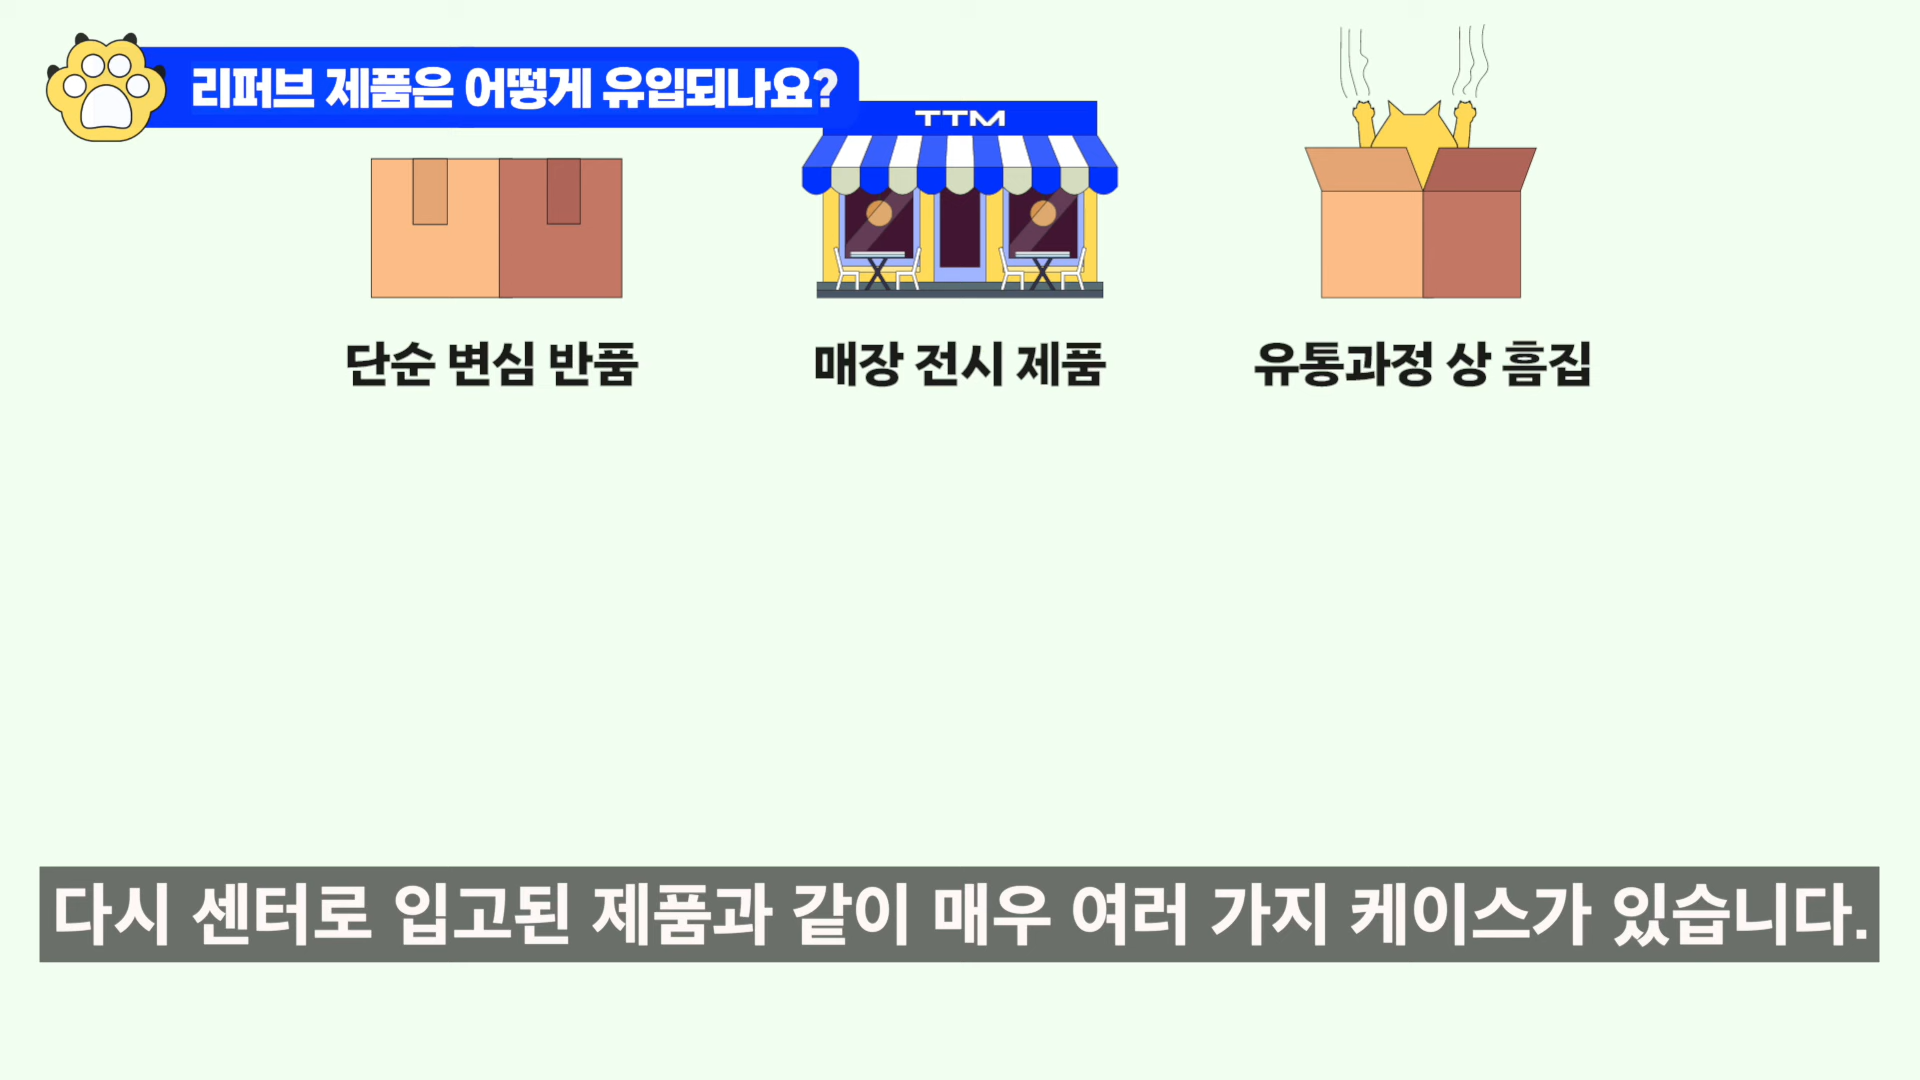 리퍼브 제품은 어떻게 유입되나요?
TTM
단순 변심 반품
매장 전시 제품
유통과정 상 흠집
다시 센터로 입고된 제품과 같이 매우 여러 가지 케이스가 있습니다.